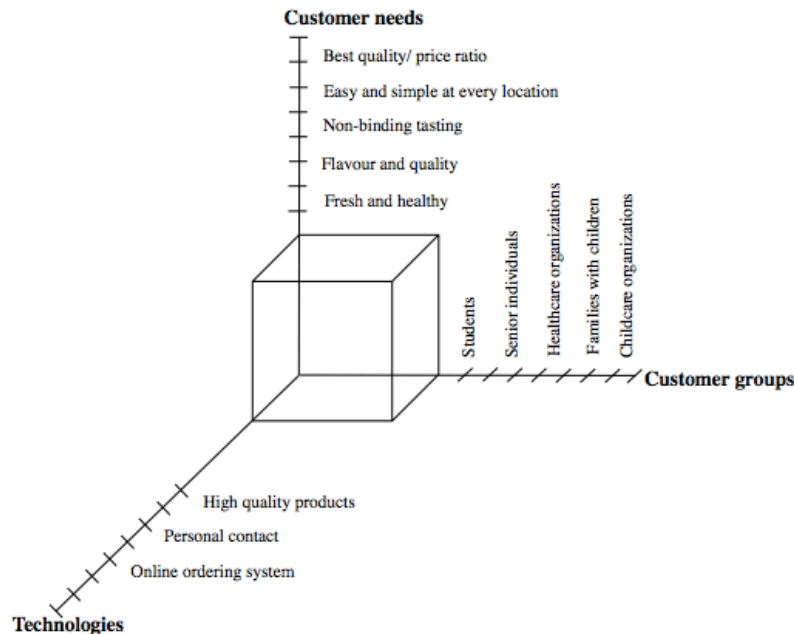 Customer needs
Best quality/ price ratio
Easy and simple at every location
Non-binding tasting
Flavour and quality
Fresh and healthy
Students
Senior individuals
Healthcare organizations
Families with children
Childcare organizations
Customer groups
High quality products
Personal contact
Online ordering system
Technologies